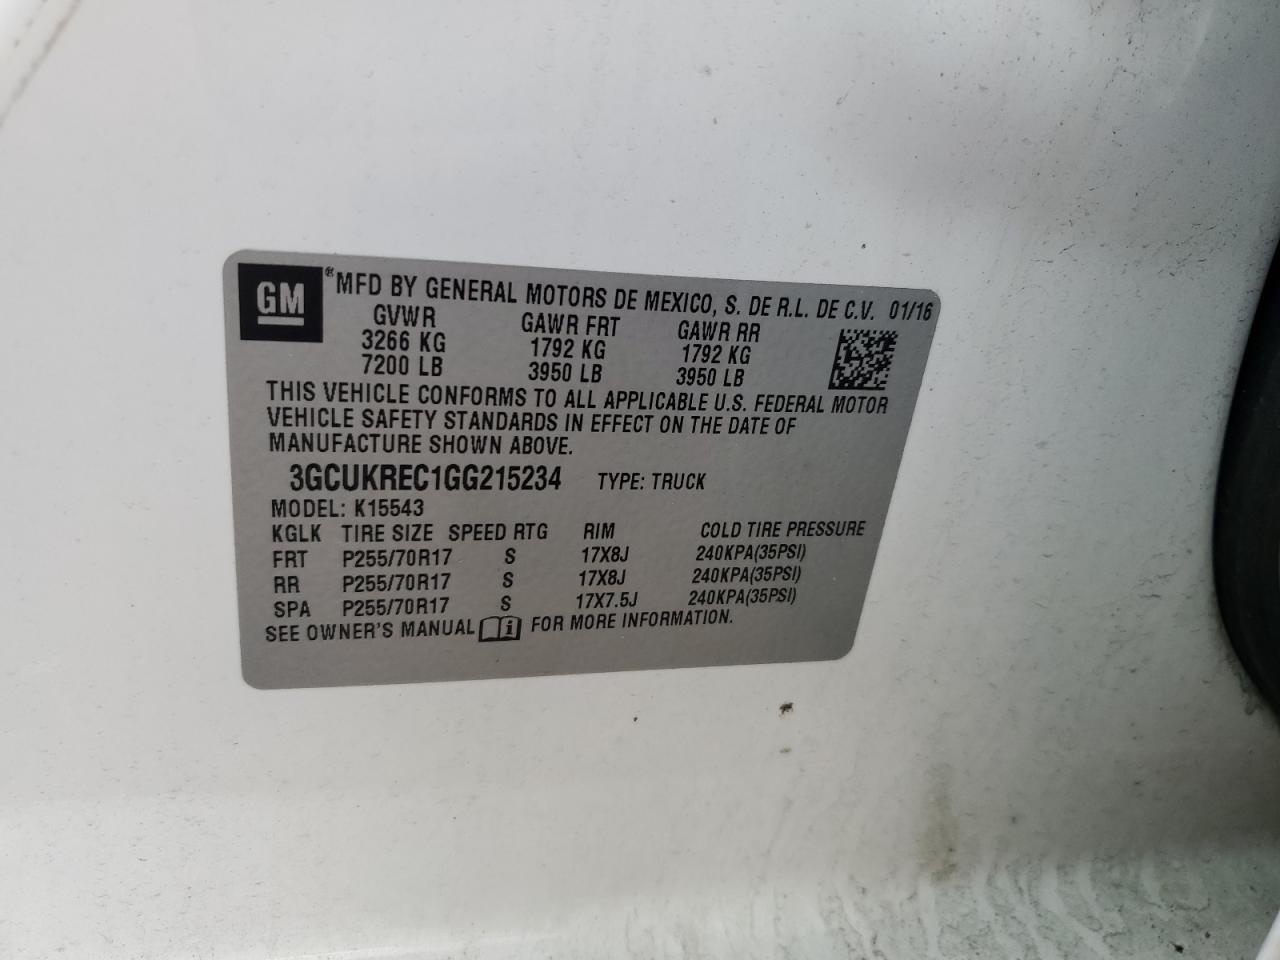 GM ® MFD BY GENERAL MOTORS DE MEXICO, S. DE R.L. DE C.V. 01/16
GVWR GAWR FRT GAWR RR
3266 KG 1792 KG 1792 KG
7200 LB 3950 LB 3950 LB
THIS VEHICLE CONFORMS TO ALL APPLICABLE U.S. FEDERAL MOTOR
VEHICLE SAFETY STANDARDS IN EFFECT ON THE DATE OF
MANUFACTURE SHOWN ABOVE.
3GCUKREC1GG215234 TYPE: TRUCK
MODEL: K15543
KGLK TIRE SIZE SPEED RTG RIM COLD TIRE PRESSURE
FRT P255/70R17 S 17X8J 240KPA(35PSI)
RR P255/70R17 S 17X8J 240KPA(35PSI)
SPA P255/70R17 S 17X7.5J 240KPA(35PSI)
SEE OWNER'S MANUAL i FOR MORE INFORMATION.